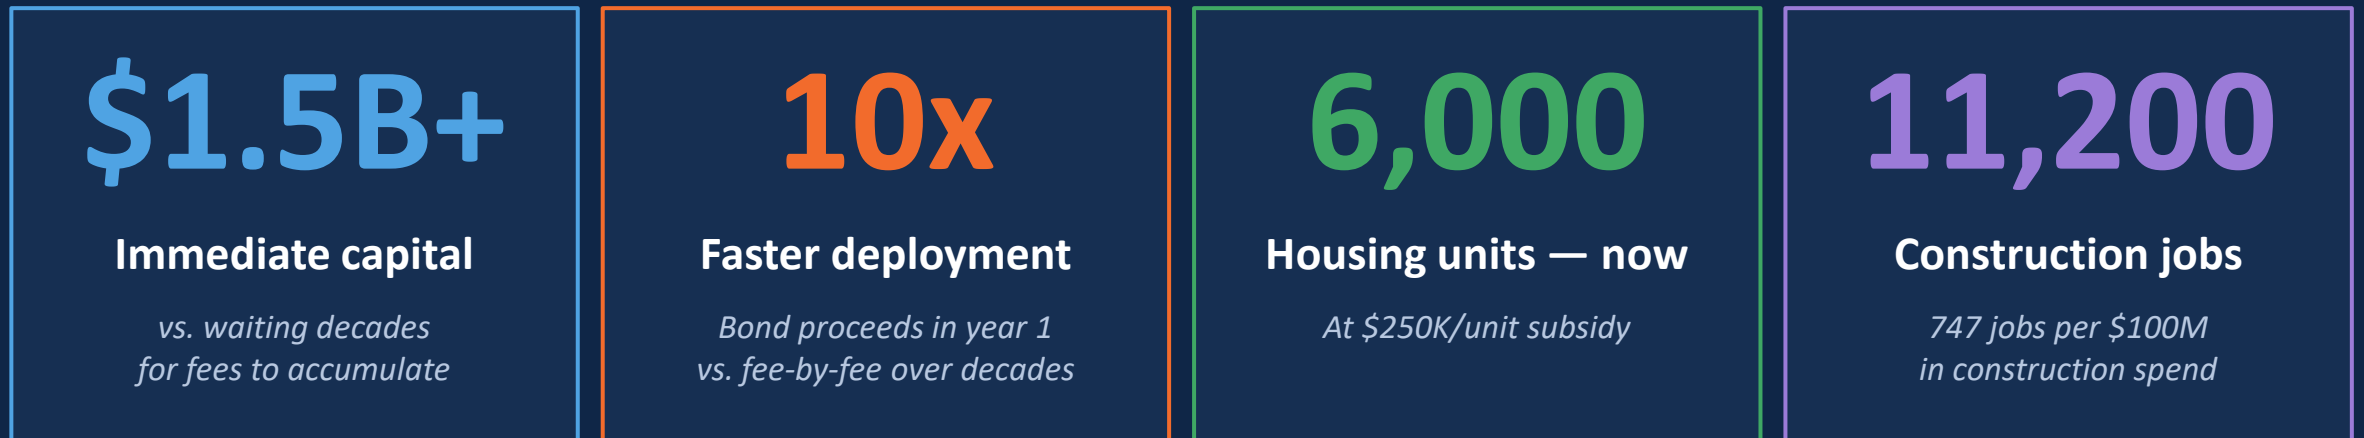 $1.5B+
Immediate capital
vs. waiting decades
for fees to accumulate
10x
Faster deployment
Bond proceeds in year 1
vs. fee-by-fee over decades
6,000
Housing units — now
At $250K/unit subsidy
11,200
Construction jobs
747 jobs per $100M
in construction spend